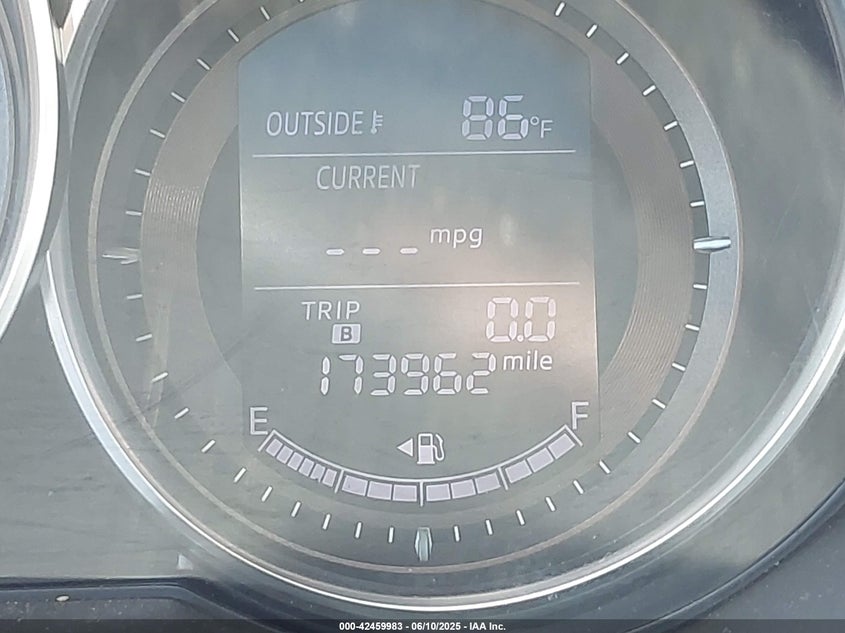 OUTSIDE 86°F
CURRENT
--- mpg
TRIP B 0.0
173962 mile
E F
000-42459983 - 06/10/2025 - IAA Inc.